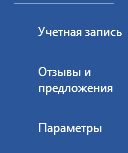 Учетная запись
Отзывы и
предложения
Параметры